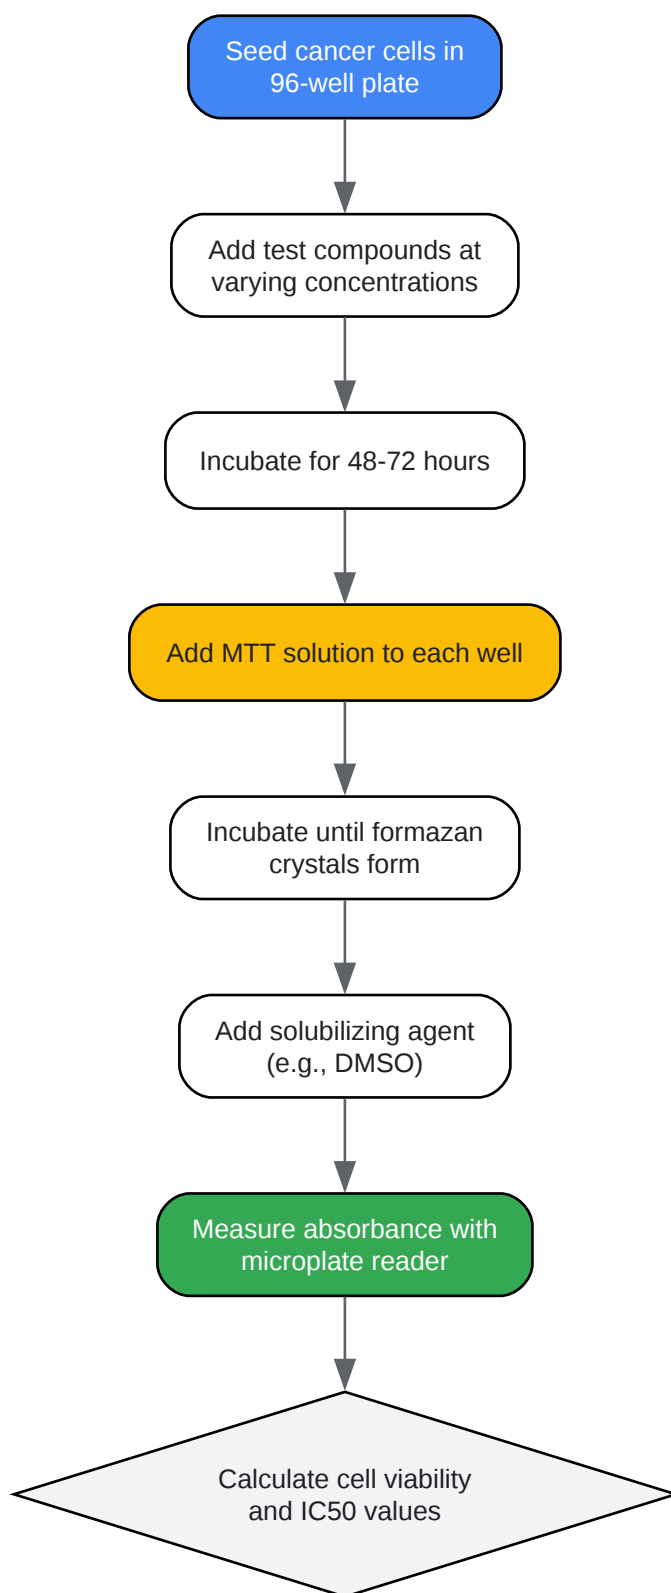 Seed cancer cells in
96-well plate
Add test compounds at
varying concentrations
Incubate for 48-72 hours
Add MTT solution to each well
Incubate until formazan
crystals form
Add solubilizing agent
(e.g., DMSO)
Measure absorbance with
microplate reader
Calculate cell viability
and IC50 values